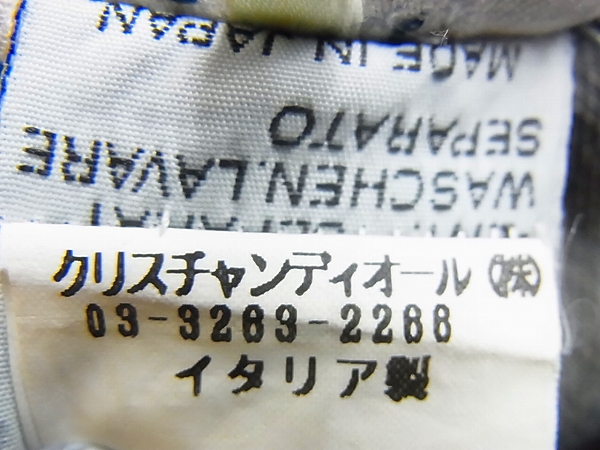 MADE IN JAPAN
SEPARATO
WASCHEN.LAVARE
クリスチャンディオール㈱
03-3263-2266
イタリア製